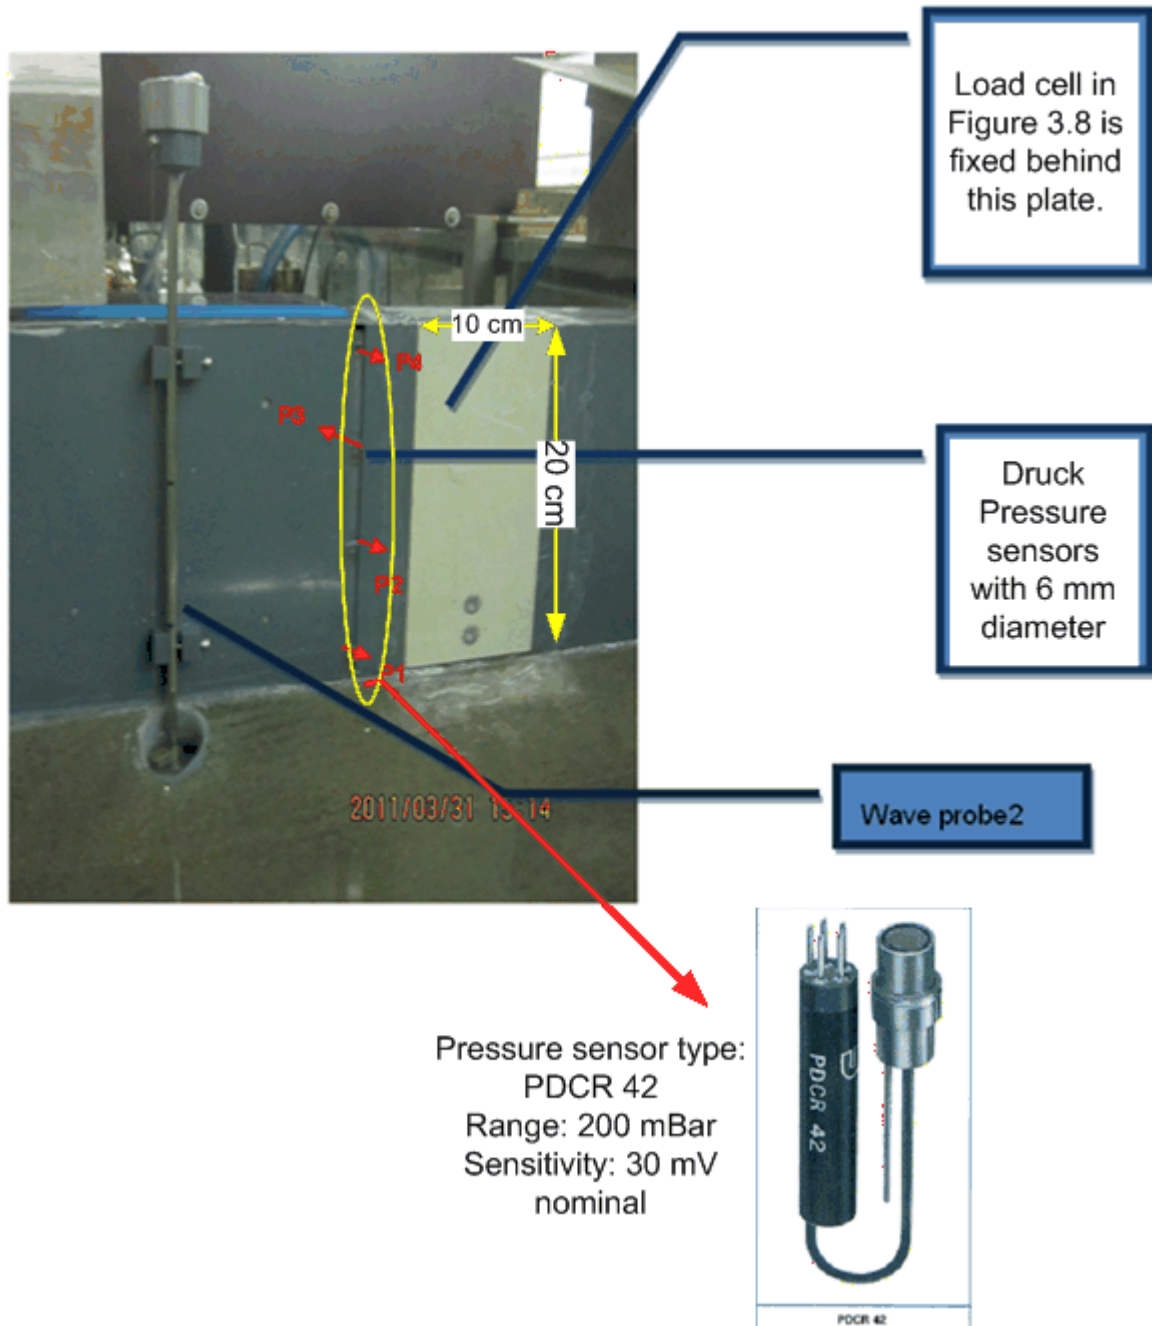 Load cell in
Figure 3.8 is
fixed behind
this plate.
10 cm
P4
P3
20 cm
Druck
Pressure
sensors
with 6 mm
diameter
P2
P1
Wave probe2
2011/03/31 15:14
Pressure sensor type:
PDCR 42
Range: 200 mBar
Sensitivity: 30 mV
nominal
PDCR 42
PDCR 42